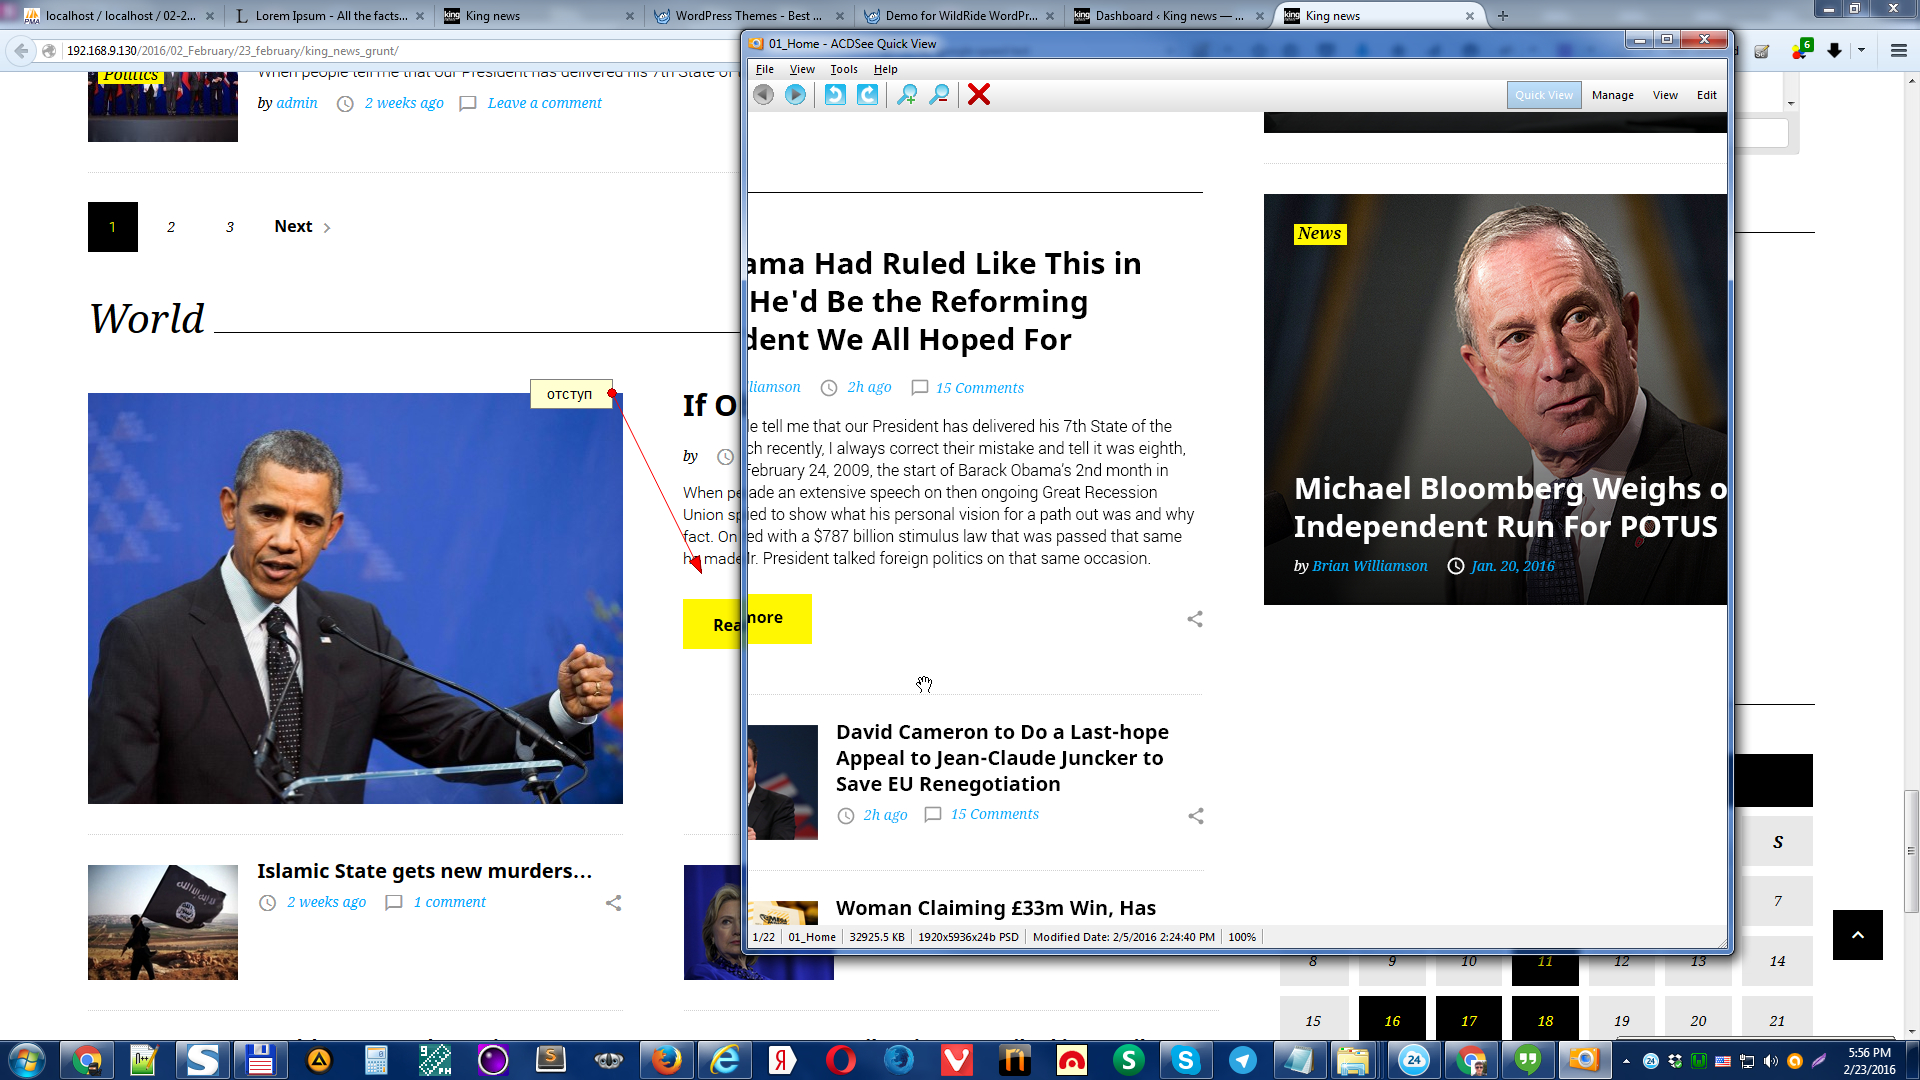 localhost / localhost / 02-2...
Lorem Ipsum - All the facts...
King news
WordPress Themes - Best ...
Demo for WildRide WordPr...
Dashboard ‹ King news — ...
King news
192.168.9.130/2016/02_February/23_february/king_news_grunt/
Politics
When people tell me that our President has delivered his 7th State of
by admin 2 weeks ago Leave a comment
1 2 3 Next
World
отступ
If O
by
When pe
Union sp
fact. On
he made
Rea
Islamic State gets new murders...
2 weeks ago 1 comment
01_Home - ACDSee Quick View
File View Tools Help
Quick View Manage View Edit
ama Had Ruled Like This in
He'd Be the Reforming
dent We All Hoped For
liamson 2h ago 15 Comments
le tell me that our President has delivered his 7th State of the
ch recently, I always correct their mistake and tell it was eighth,
February 24, 2009, the start of Barack Obama's 2nd month in
ade an extensive speech on then ongoing Great Recession
ied to show what his personal vision for a path out was and why
ed with a $787 billion stimulus law that was passed that same
r. President talked foreign politics on that same occasion.
more
David Cameron to Do a Last-hope
Appeal to Jean-Claude Juncker to
Save EU Renegotiation
2h ago 15 Comments
Woman Claiming £33m Win, Has
News
Michael Bloomberg Weighs o
Independent Run For POTUS
by Brian Williamson Jan. 20, 2016
1/22 01_Home 32925.5 KB 1920x5936x24b PSD Modified Date: 2/5/2016 2:24:40 PM 100%
S
7
8 9 10 11 12 13 14
15 16 17 18 19 20 21
5:56 PM
2/23/2016